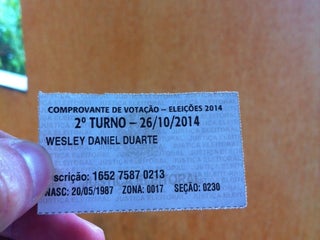 COMPROVANTE DE VOTAÇÃO – ELEIÇÕES 2014
2º TURNO – 26/10/2014
WESLEY DANIEL DUARTE
scrição: 1652 7587 0213
NASC: 20/05/1987 ZONA: 0017 SEÇÃO: 0230